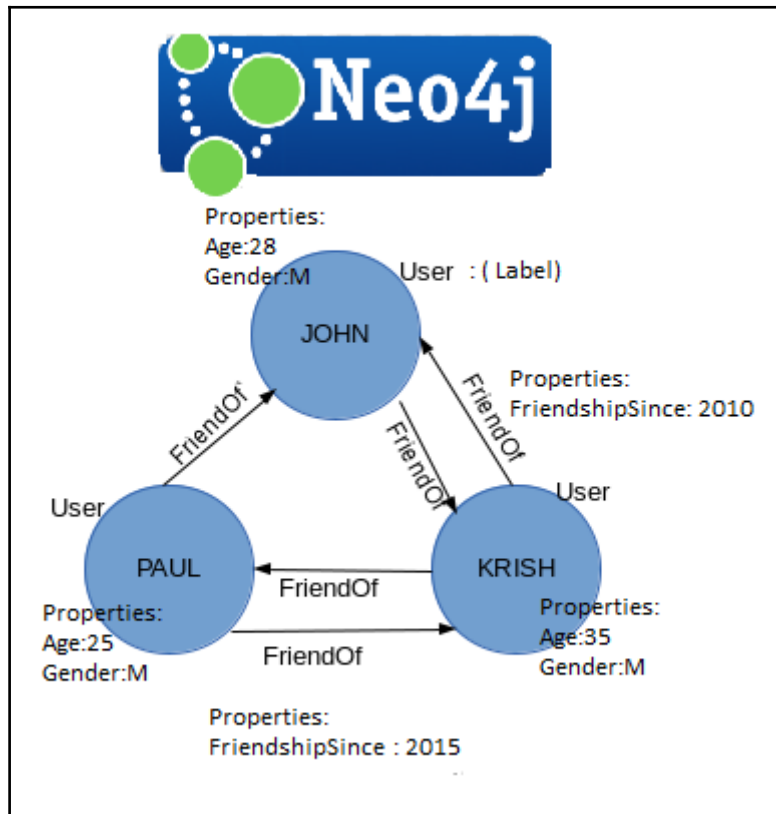 Neo4j
Properties:
Age:28
Gender:M
User : ( Label)
JOHN
Properties:
FriendshipSince: 2010
FriendOf
FriendOf'
FriendOf
User
User
PAUL
KRISH
FriendOf
Properties:
Age:25
Gender:M
Properties:
Age:35
Gender:M
FriendOf
Properties:
FriendshipSince : 2015